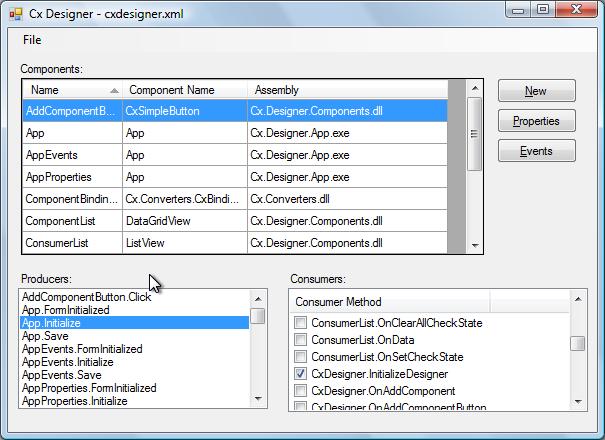 Cx Designer - cxdesigner.xml
File
Components:
Name Component Name Assembly
AddComponentB... CxSimpleButton Cx.Designer.Components.dll
App App Cx.Designer.App.exe
AppEvents App Cx.Designer.App.exe
AppProperties App Cx.Designer.App.exe
ComponentBinding... Cx.Converters.CxBindi... Cx.Converters.dll
ComponentList DataGridView Cx.Designer.Components.dll
ConsumerList ListView Cx.Designer.Components.dll
New
Properties
Events
Producers:
AddComponentButton.Click
App.FormInitialized
App.Initialize
App.Save
AppEvents.FormInitialized
AppEvents.Initialize
AppEvents.Save
AppProperties.FormInitialized
AppProperties.Initialize
Consumers:
Consumer Method
ConsumerList.OnClearAllCheckState
ConsumerList.OnData
ConsumerList.OnSetCheckState
CxDesigner.InitializeDesigner
CxDesigner.OnAddComponent
CxDesigner.OnAddComponentButton